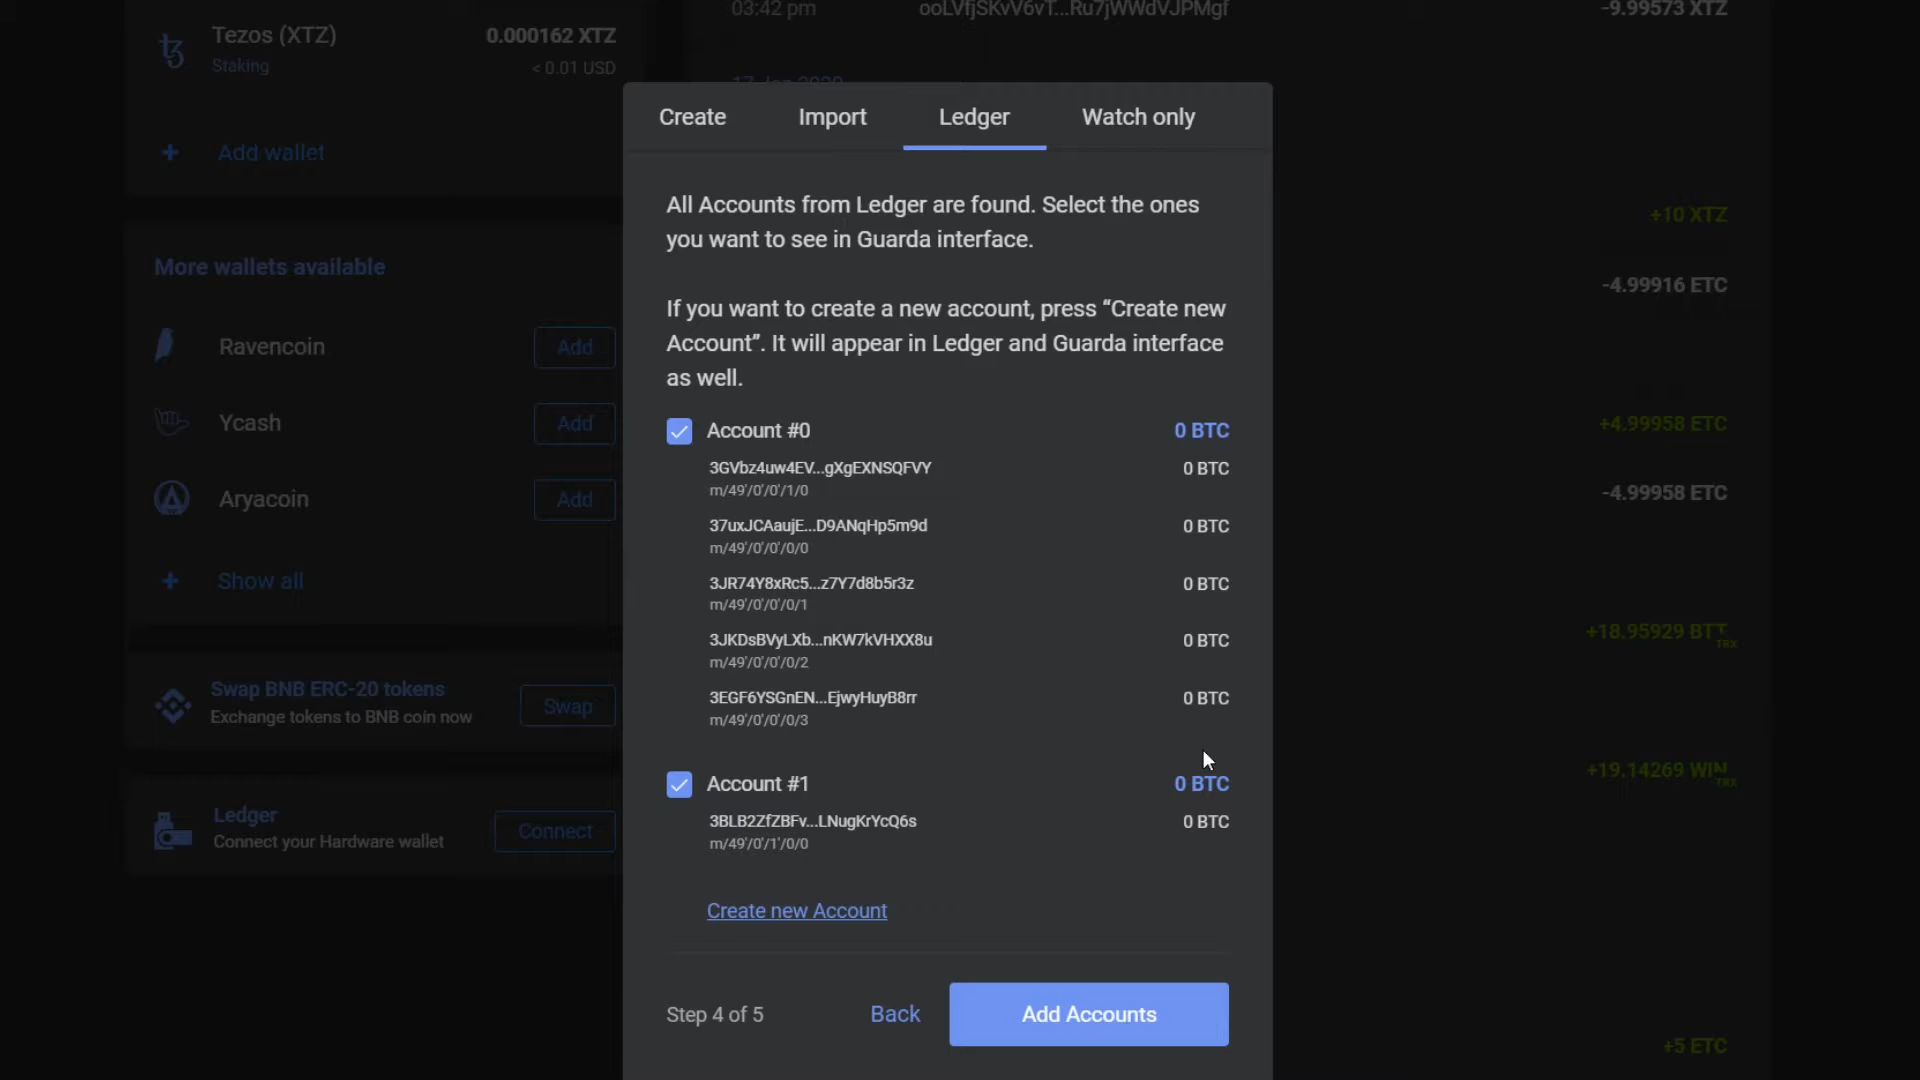 Tezos (XTZ)
0.000162 XTZ
Staking
< 0.01 USD
+ Add wallet
More wallets available
Ravencoin
Add
Ycash
Add
Aryacoin
Add
+ Show all
Swap BNB ERC-20 tokens
Exchange tokens to BNB coin now
Swap
Ledger
Connect your Hardware wallet
Connect
Create
Import
Ledger
Watch only
All Accounts from Ledger are found. Select the ones
you want to see in Guarda interface.
If you want to create a new account, press “Create new
Account”. It will appear in Ledger and Guarda interface
as well.
Account #0
0 BTC
3GVbz4uw4EV...gXgEXNSQFVY
0 BTC
m/49'/0'/0'/1/0
37uxJCAaujE...D9ANqHp5m9d
0 BTC
m/49'/0'/0'/0/0
3JR74Y8xRc5...z7Y7d8b5r3z
0 BTC
m/49'/0'/0'/0/1
3JKDsBVyLXb...nKW7kVHXX8u
0 BTC
m/49'/0'/0'/0/2
3EGF6YSGnEN...EjwyHuyB8rr
0 BTC
m/49'/0'/0'/0/3
Account #1
0 BTC
3BLB2ZfZBFv...LNugKrYcQ6s
0 BTC
m/49'/0'/1'/0/0
Create new Account
Step 4 of 5
Back
Add Accounts
03:42 pm
ooLVfjSKvV6vT...Ru7jWWdVJPMgf
-9.99573 XTZ
+10 XTZ
-4.99916 ETC
+4.99958 ETC
-4.99958 ETC
+18.95929 BTT
TRX
+19.14269 WIN
TRX
+5 ETC